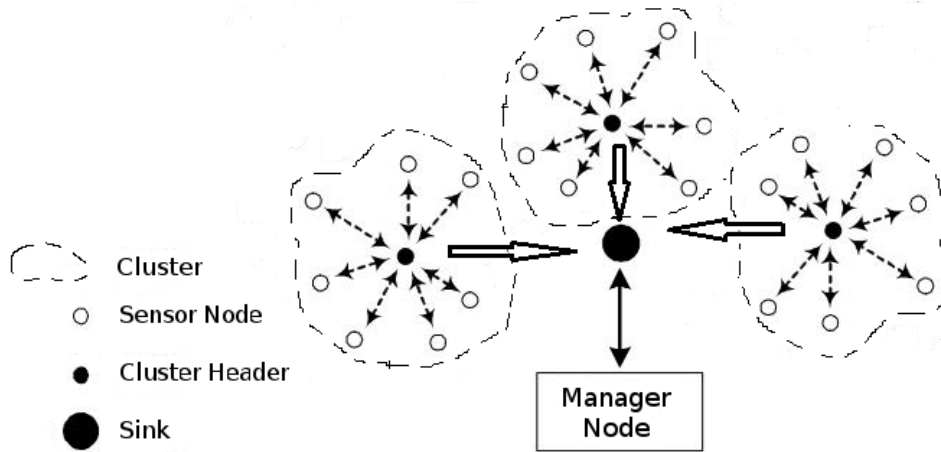 Cluster
Sensor Node
Cluster Header
Sink
Manager
Node